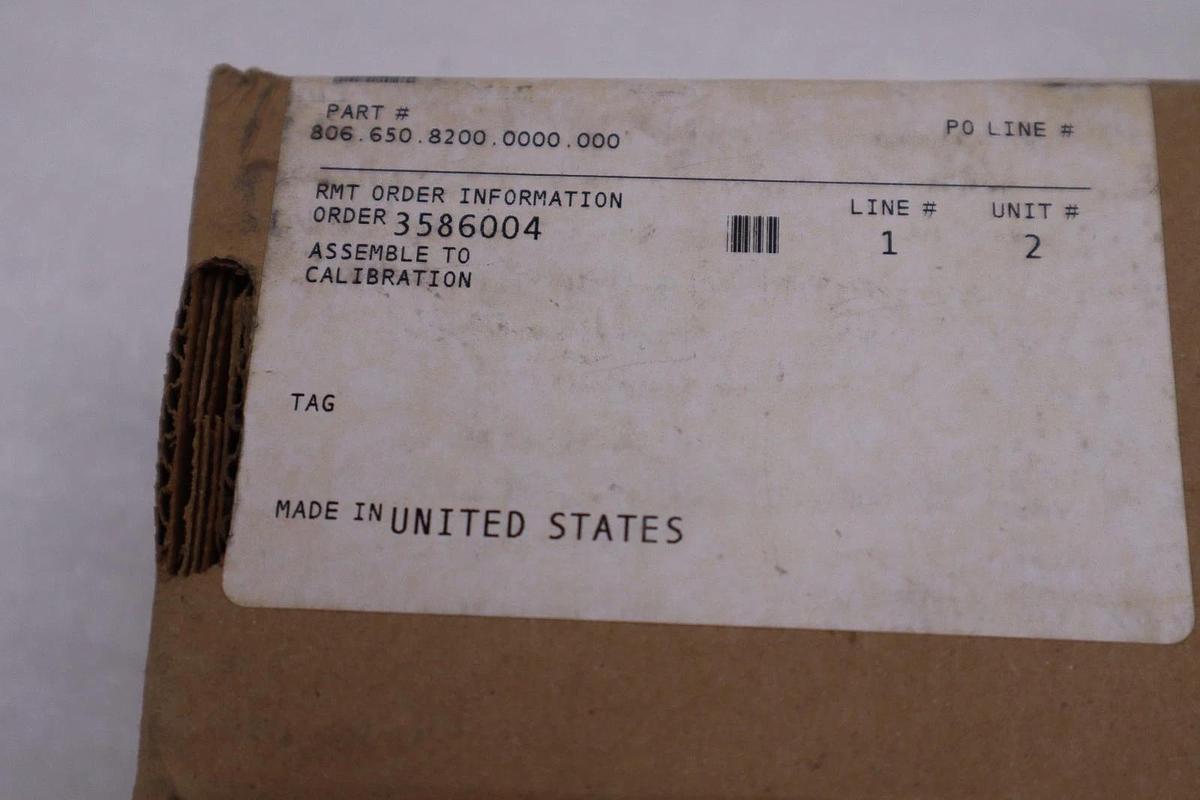 PART #
806.650.8200.0000.000
PO LINE #
RMT ORDER INFORMATION
ORDER 3586004
LINE # UNIT #
1 2
ASSEMBLE TO
CALIBRATION
TAG
MADE IN UNITED STATES